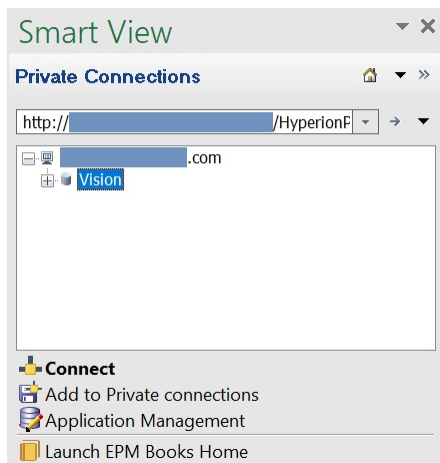 Smart View
Private Connections
http:// /HyperionP
.com
Vision
Connect
Add to Private connections
Application Management
Launch EPM Books Home